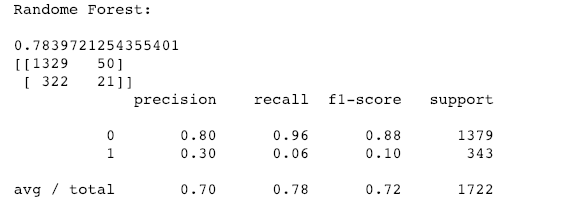 Randome Forest:
0.7839721254355401
[[1329 50]
[ 322 21]]
precision recall f1-score support
0 0.80 0.96 0.88 1379
1 0.30 0.06 0.10 343
avg / total 0.70 0.78 0.72 1722